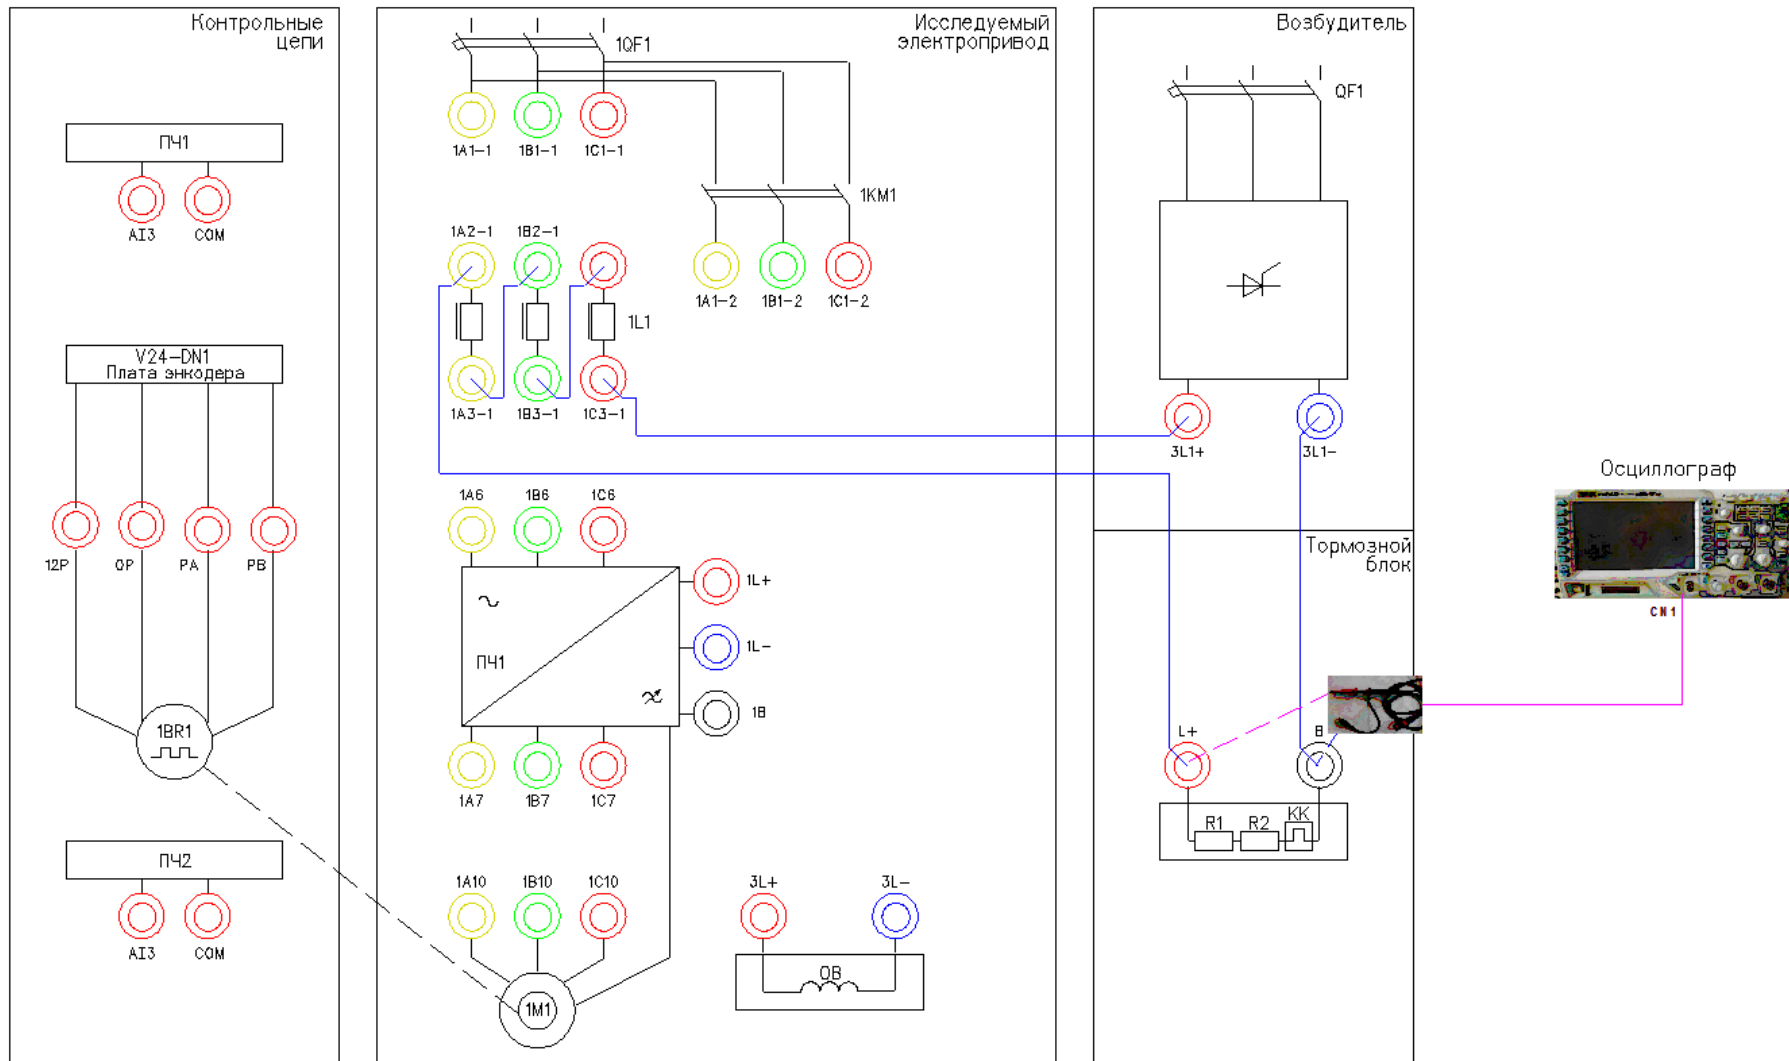 Контрольные
цепи
ПЧ1
AI3
COM
V24-DN1
Плата энкодера
12P
0P
PA
PB
1BR1
ПЧ2
AI3
COM
Исследуемый
электропривод
1QF1
1A1-1
1B1-1
1C1-1
1KM1
1A2-1
1B2-1
1A1-2
1B1-2
1C1-2
1L1
1A3-1
1B3-1
1C3-1
1A6
1B6
1C6
1L+
1L-
1B
ПЧ1
1A7
1B7
1C7
1A10
1B10
1C10
3L+
3L-
ОВ
1M1
Возбудитель
QF1
3L1+
3L1-
Тормозной
блок
L+
B
R1
R2
KK
Осциллограф
CN1